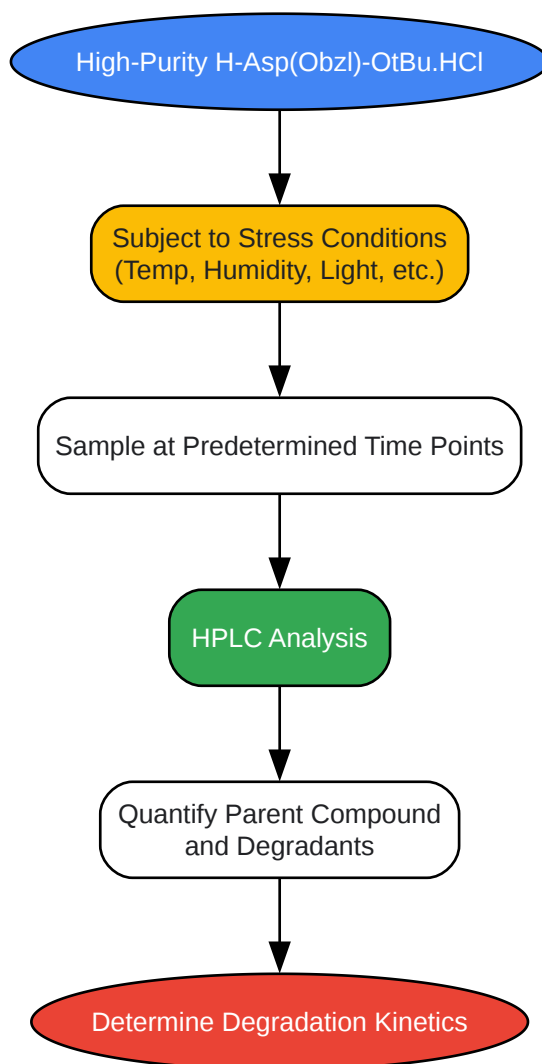 High-Purity H-Asp(Obzl)-OtBu.HCl
Subject to Stress Conditions
(Temp, Humidity, Light, etc.)
Sample at Predetermined Time Points
HPLC Analysis
Quantify Parent Compound
and Degradants
Determine Degradation Kinetics